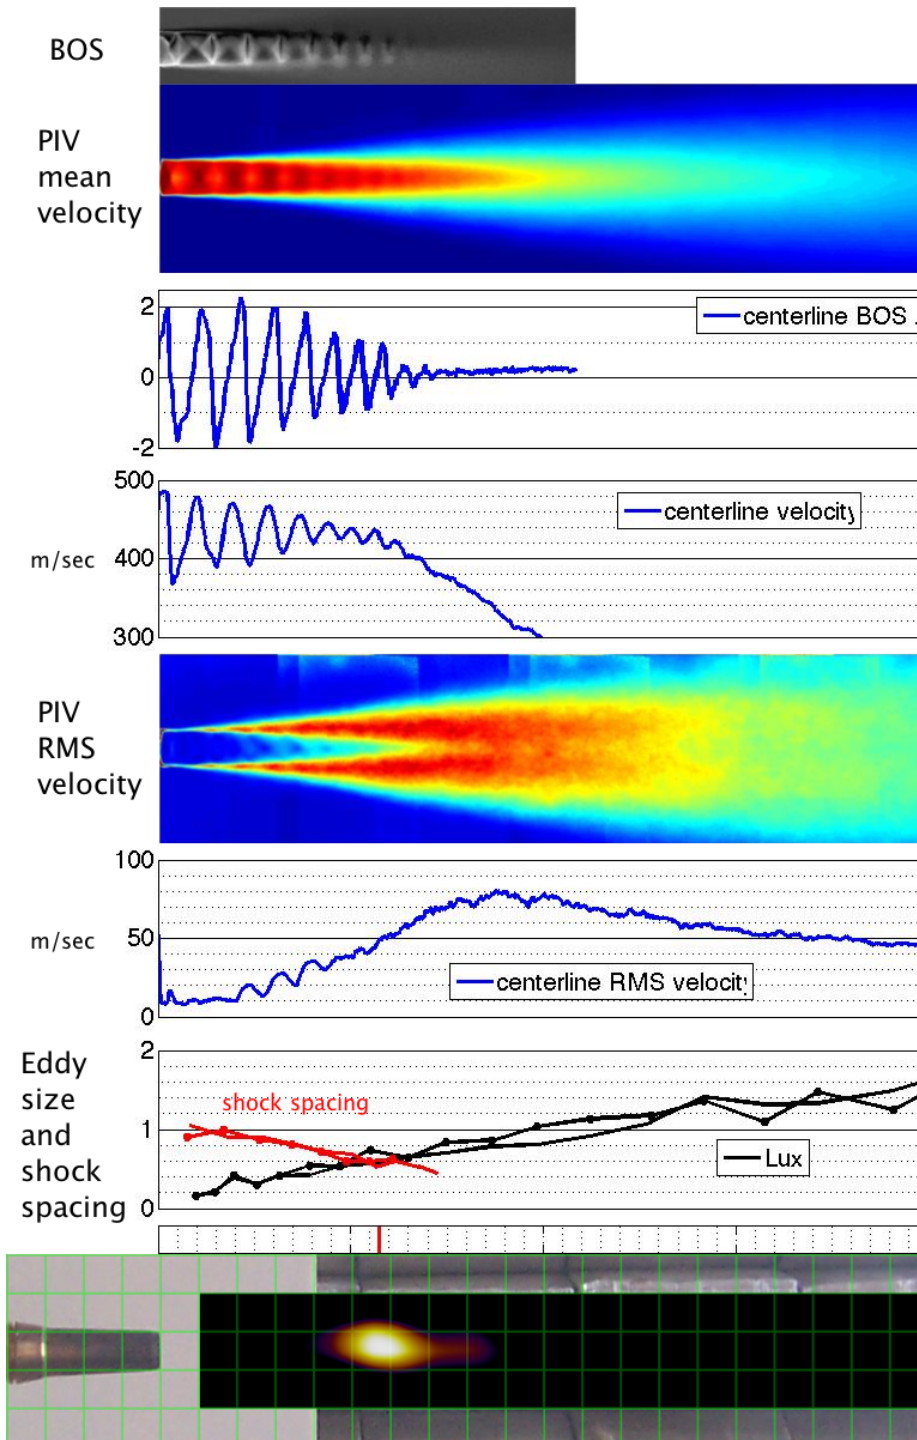 BOS
PIV
mean
velocity
2
0
-2
centerline BOS
500
400
300
m/sec
centerline velocity
PIV
RMS
velocity
100
50
0
m/sec
centerline RMS velocity
Eddy
size
and
shock
spacing
2
1
0
shock spacing
Lux